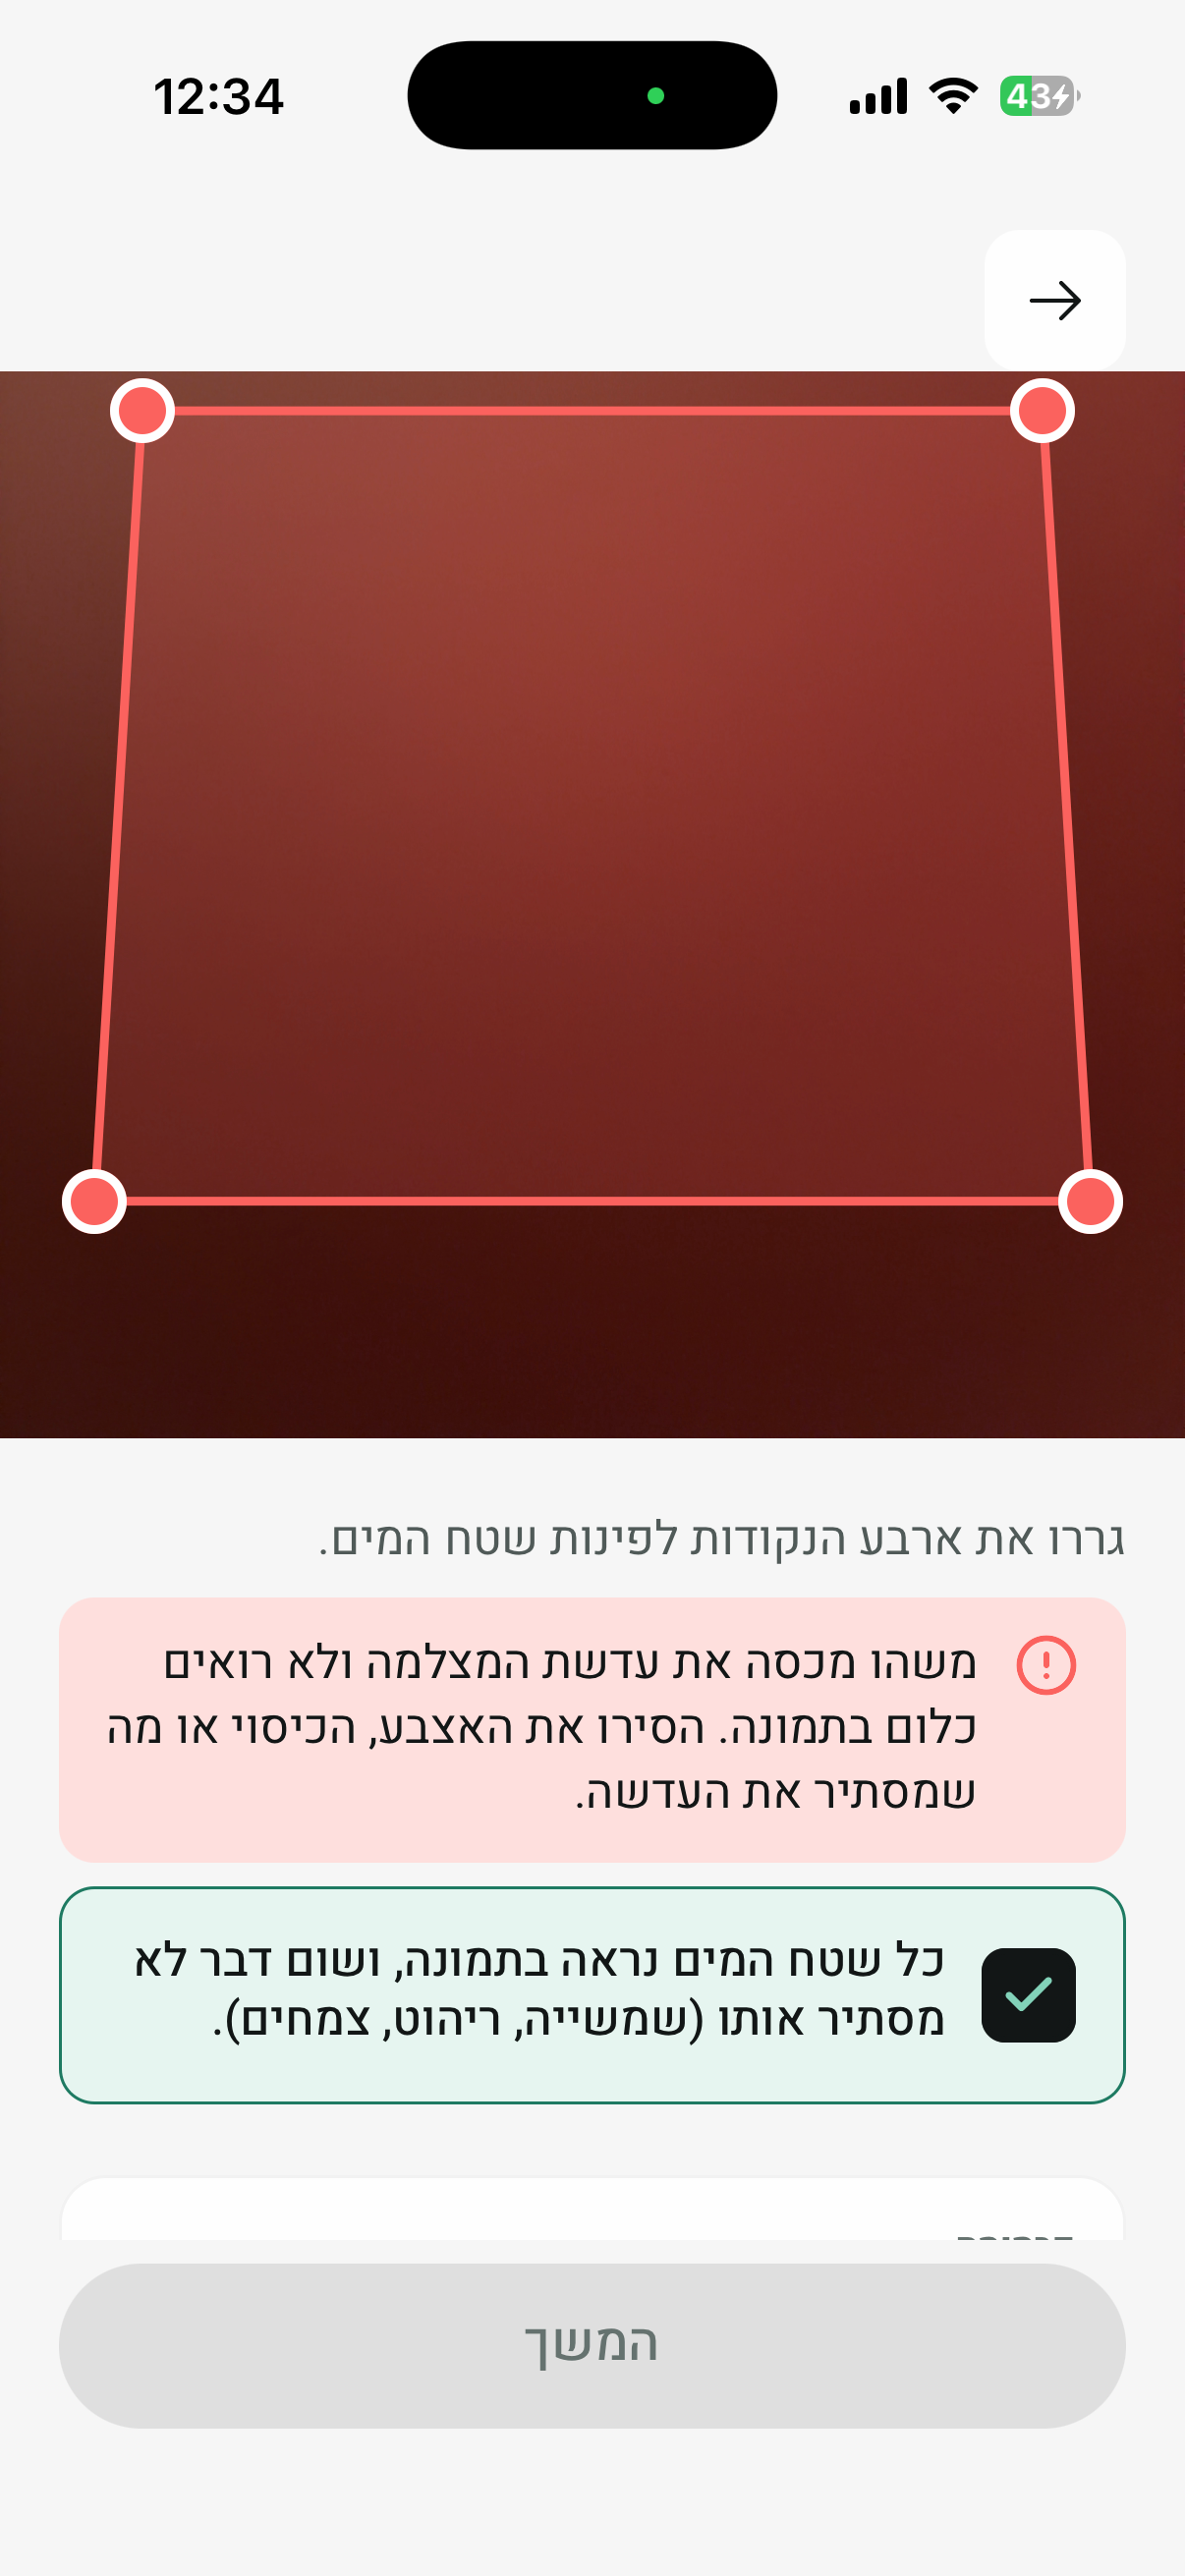 12:34
43
גררו את ארבע הנקודות לפינות שטח המים.
משהו מכסה את עדשת המצלמה ולא רואים
כלום בתמונה. הסירו את האצבע, הכיסוי או מה
שמסתיר את העדשה.
כל שטח המים נראה בתמונה, ושום דבר לא
מסתיר אותו (שמשייה, ריהוט, צמחים).
המשך